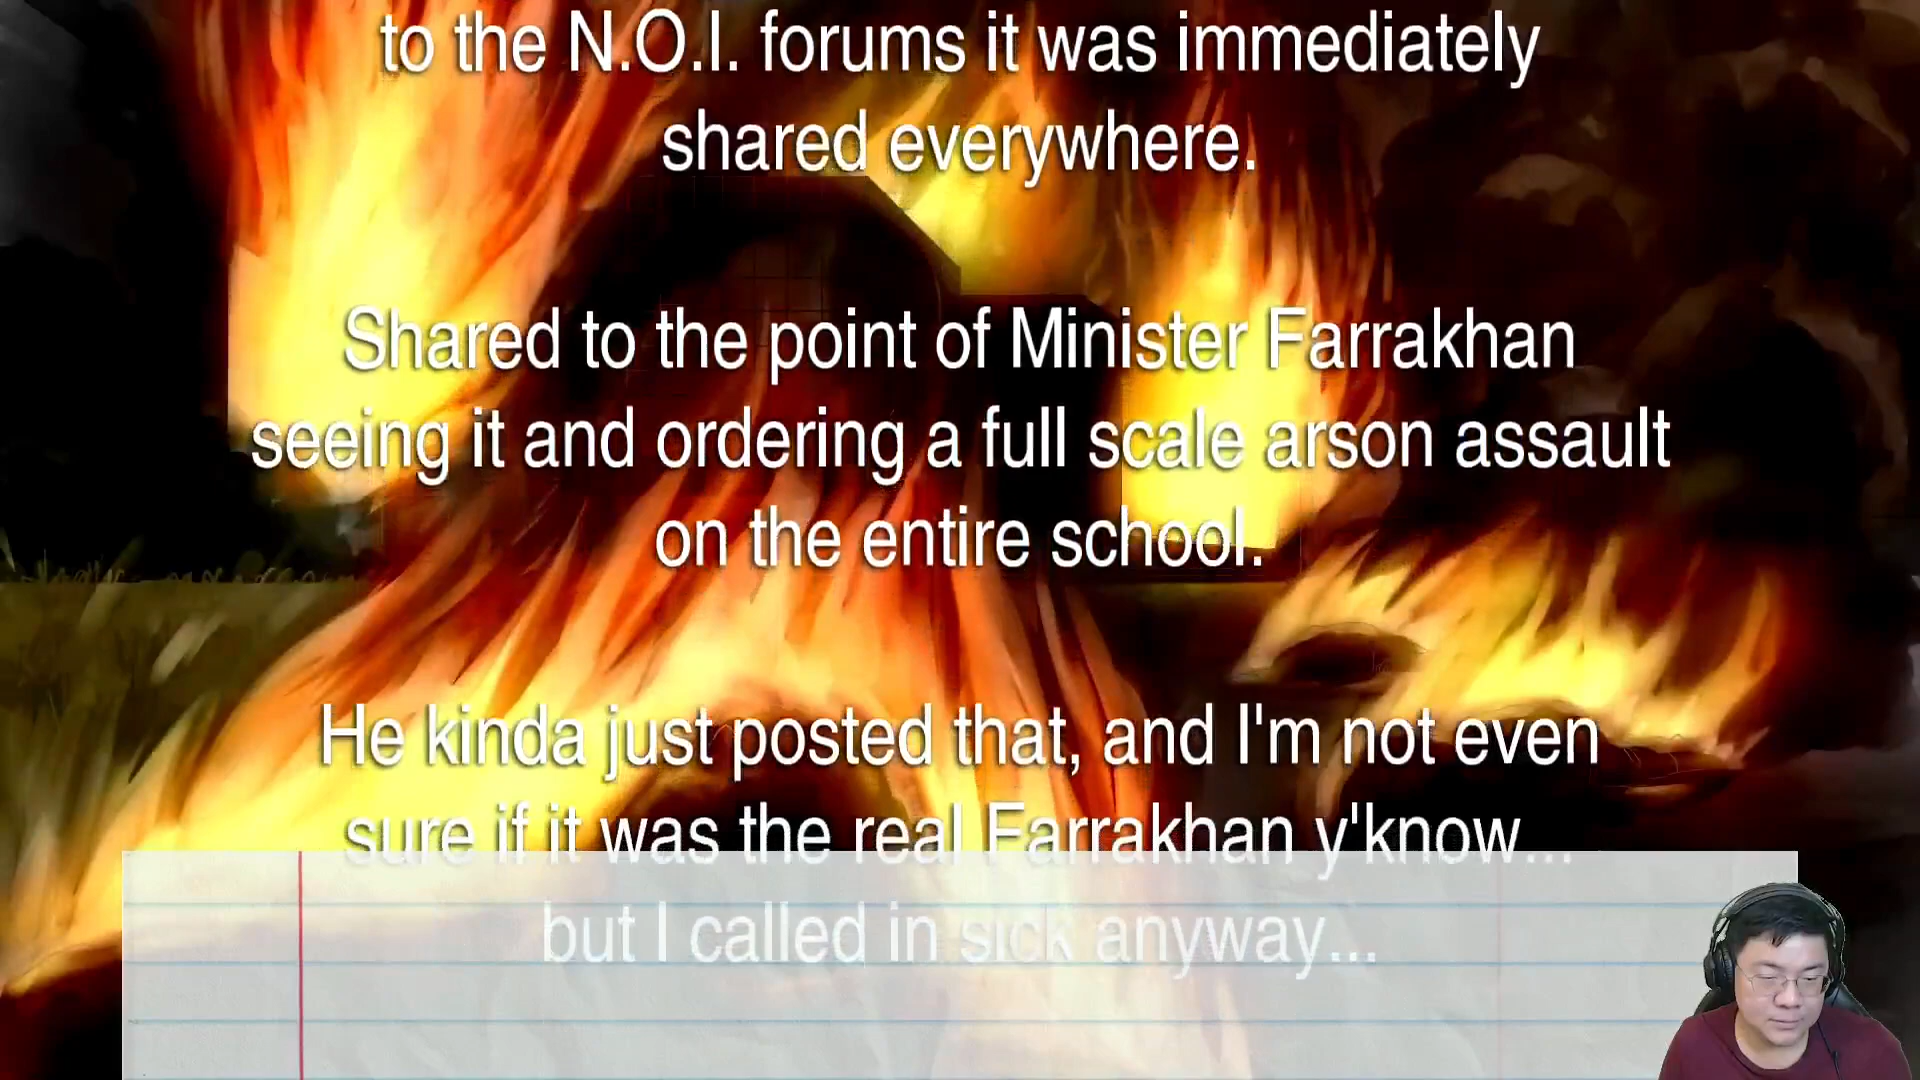 to the N.O.I. forums it was immediately
shared everywhere.
Shared to the point of Minister Farrakhan
seeing it and ordering a full scale arson assault
on the entire school.
He kinda just posted that, and I'm not even
sure if it was the real Farrakhan y'know...
but I called in sick anyway...